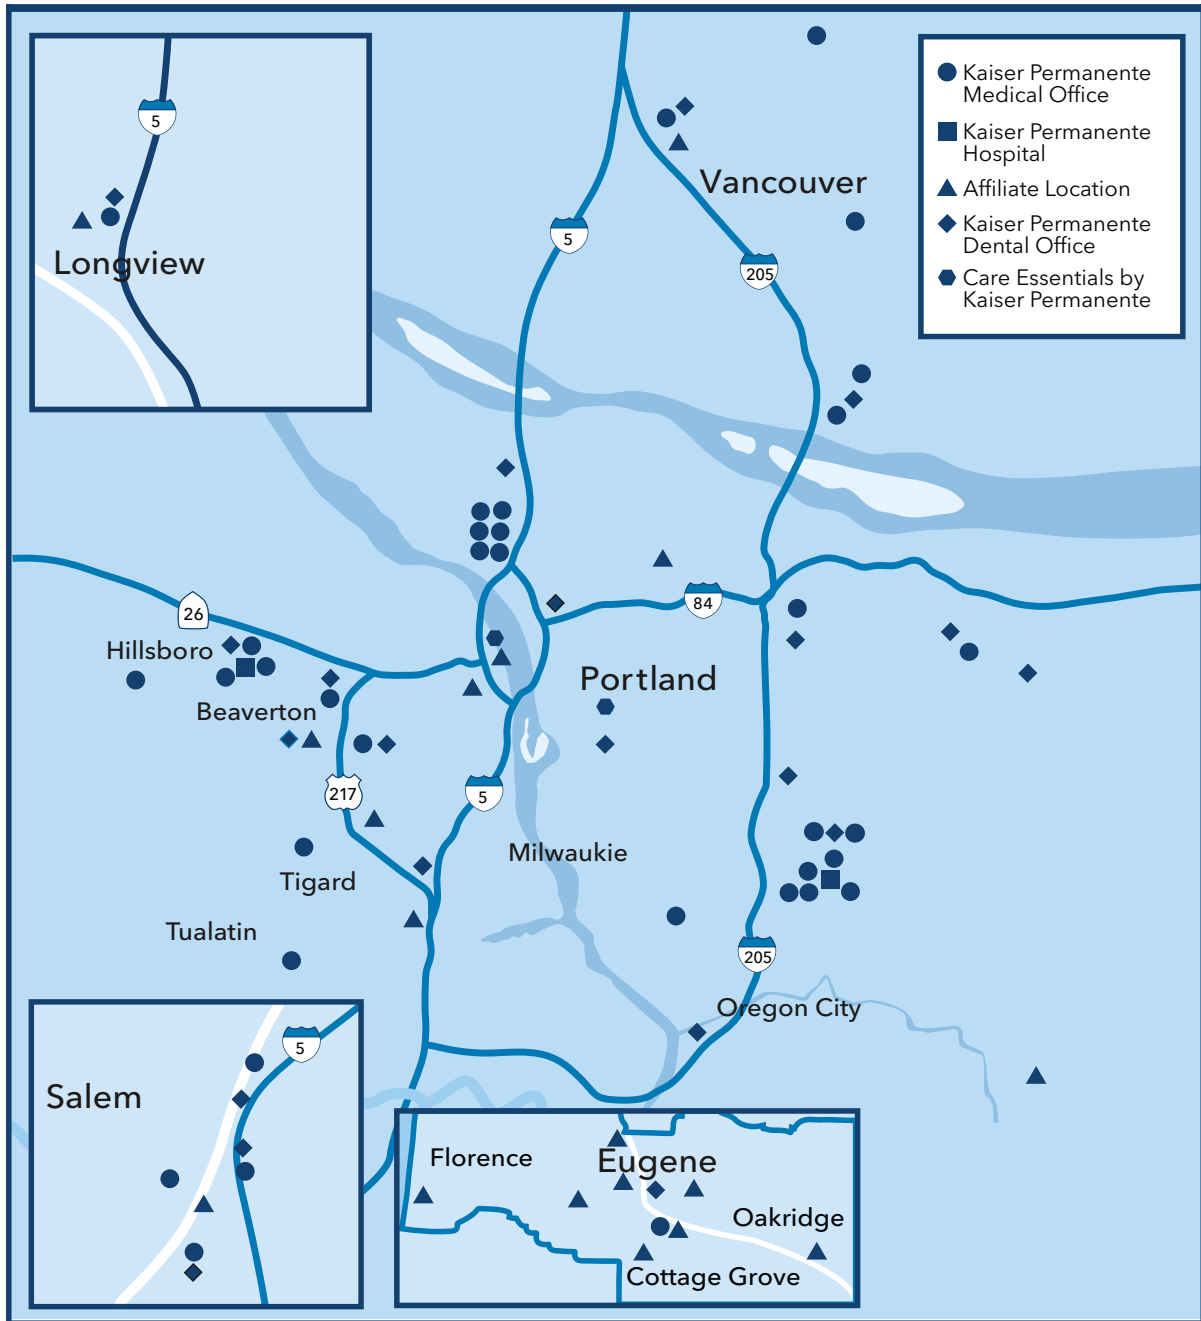 5
Longview
Kaiser Permanente
Medical Office
Kaiser Permanente
Hospital
Affiliate Location
Kaiser Permanente
Dental Office
Care Essentials by
Kaiser Permanente
Vancouver
5
205
84
26
Hillsboro
Portland
Beaverton
217
5
Milwaukie
Tigard
Tualatin
205
Oregon City
5
Salem
Florence
Eugene
Oakridge
Cottage Grove